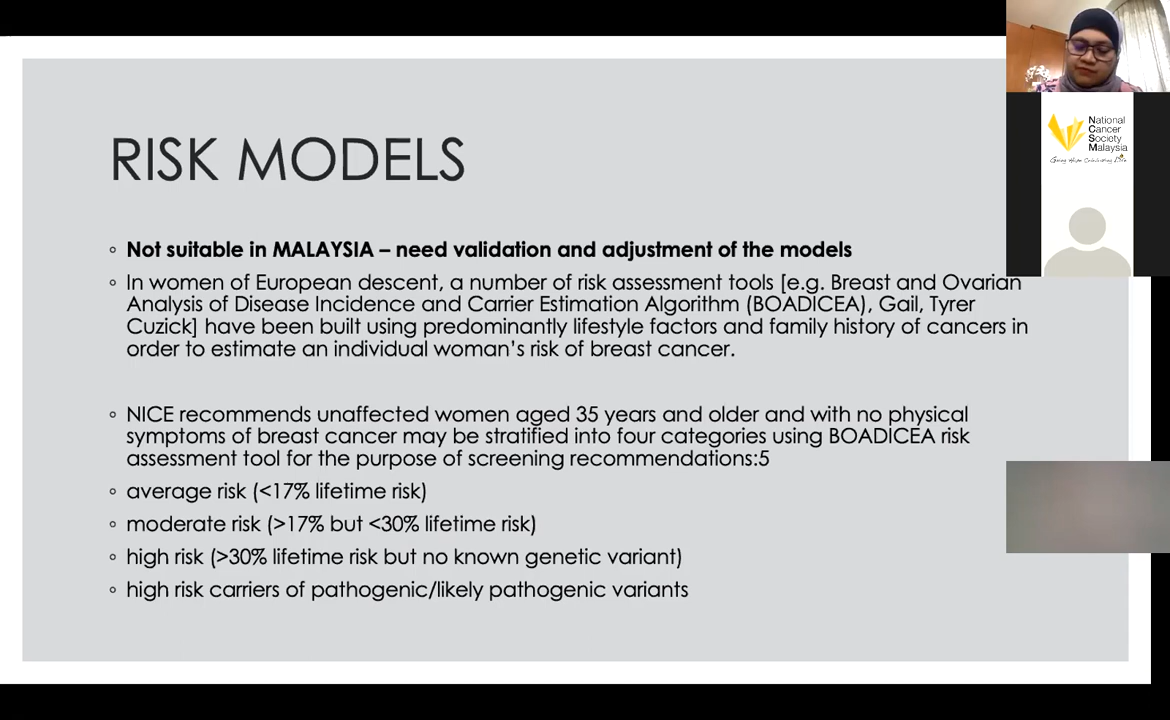 RISK MODELS
◦ Not suitable in MALAYSIA – need validation and adjustment of the models
◦ In women of European descent, a number of risk assessment tools [e.g. Breast and Ovarian
Analysis of Disease Incidence and Carrier Estimation Algorithm (BOADICEA), Gail, Tyrer
Cuzick] have been built using predominantly lifestyle factors and family history of cancers in
order to estimate an individual woman's risk of breast cancer.
◦ NICE recommends unaffected women aged 35 years and older and with no physical
symptoms of breast cancer may be stratified into four categories using BOADICEA risk
assessment tool for the purpose of screening recommendations:5
◦ average risk (<17% lifetime risk)
◦ moderate risk (>17% but <30% lifetime risk)
◦ high risk (>30% lifetime risk but no known genetic variant)
◦ high risk carriers of pathogenic/likely pathogenic variants
National
Cancer
Society
Malaysia
Giving Hope Celebrating Life